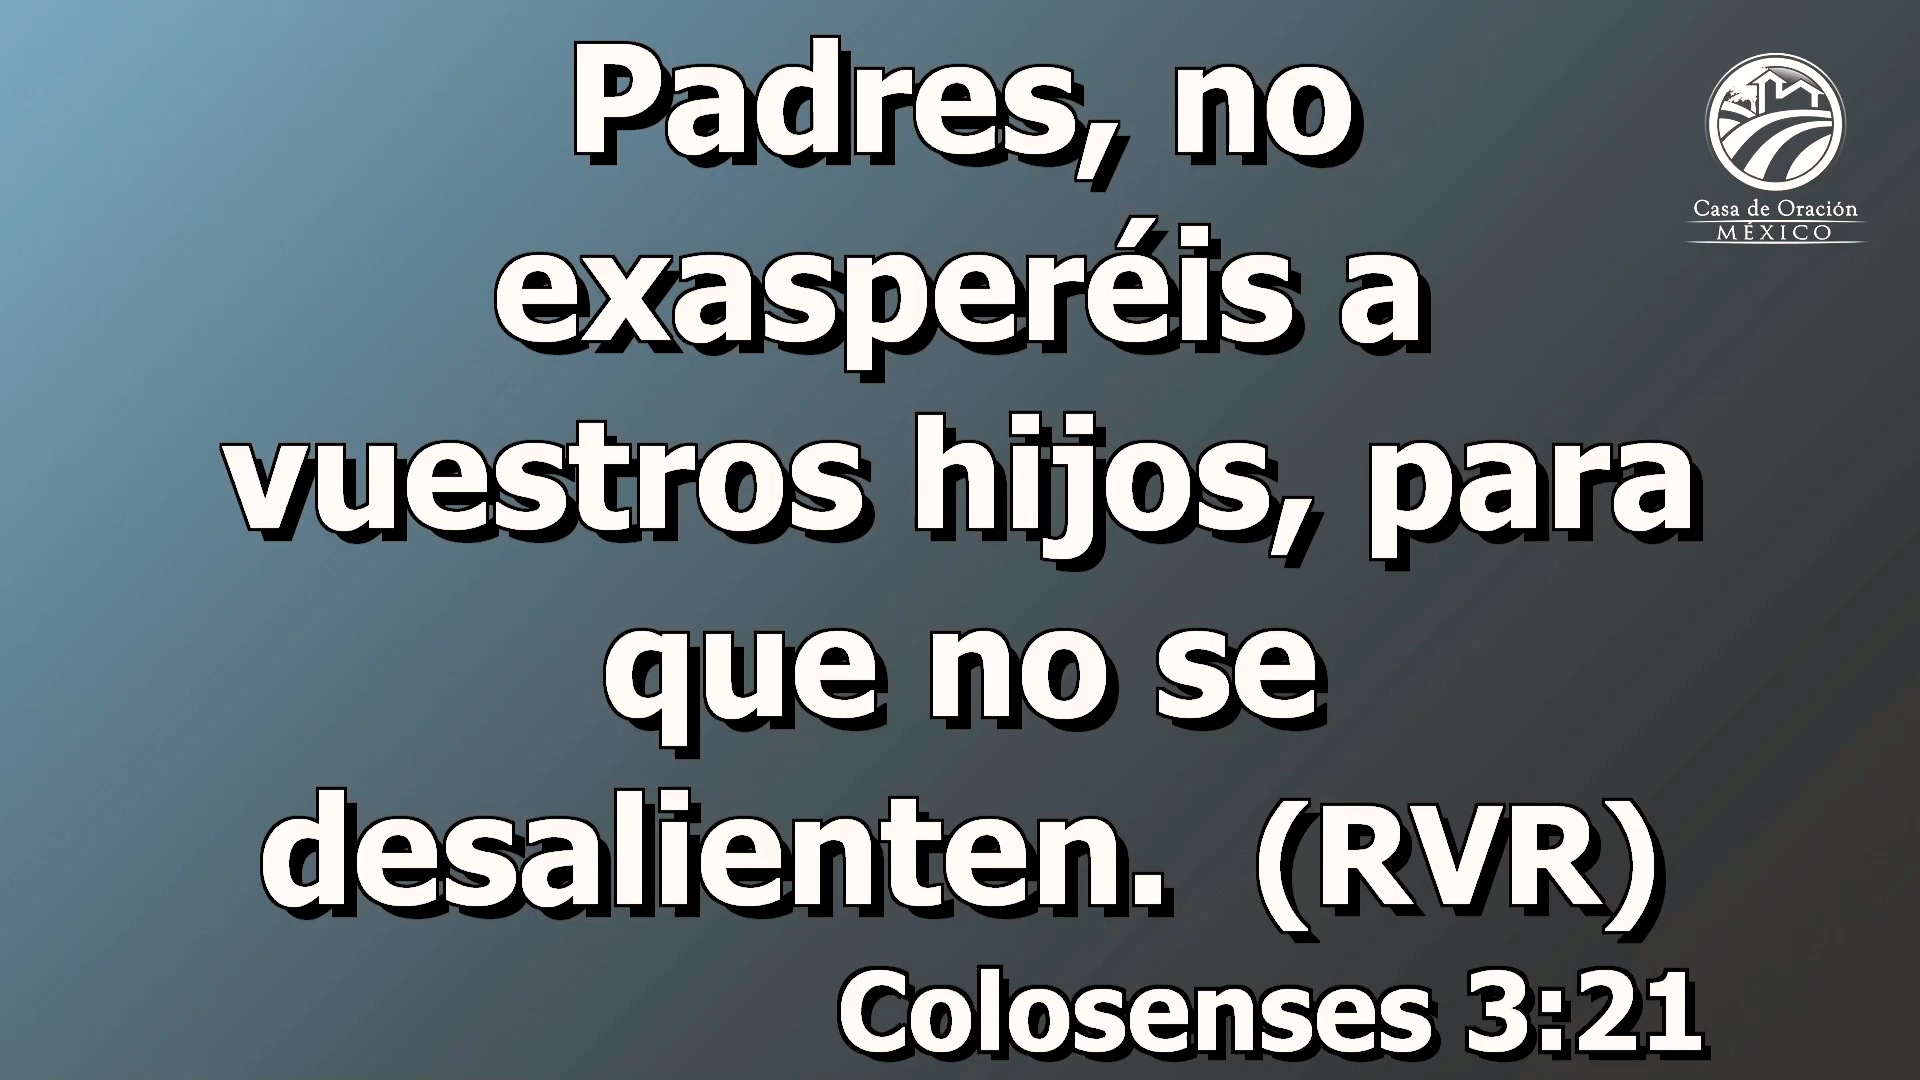 Padres, no
exasperéis a
vuestros hijos, para
que no se
desalienten.  (RVR)
Colosenses 3:21
Casa de Oración
MÉXICO